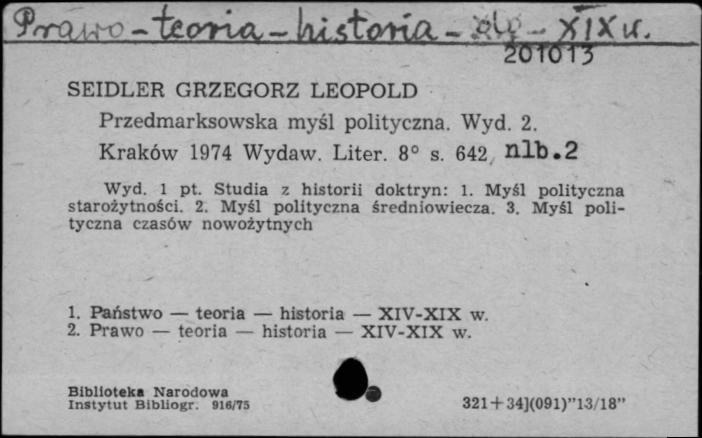 Prawo - teoria - historia - - XIX w.
201013
SEIDLER GRZEGORZ LEOPOLD
Przedmarksowska myśl polityczna. Wyd. 2.
Kraków 1974 Wydaw. Liter. 8° s. 642, nlb.2
Wyd. 1 pt. Studia z historii doktryn: 1. Myśl polityczna
starożytności. 2. Myśl polityczna średniowiecza. 3. Myśl poli-
tyczna czasów nowożytnych
1. Państwo — teoria — historia — XIV-XIX w.
2. Prawo — teoria — historia — XIV-XIX w.
Biblioteka Narodowa
Instytut Bibliogr. 916/75
321+34](091)"13/18"